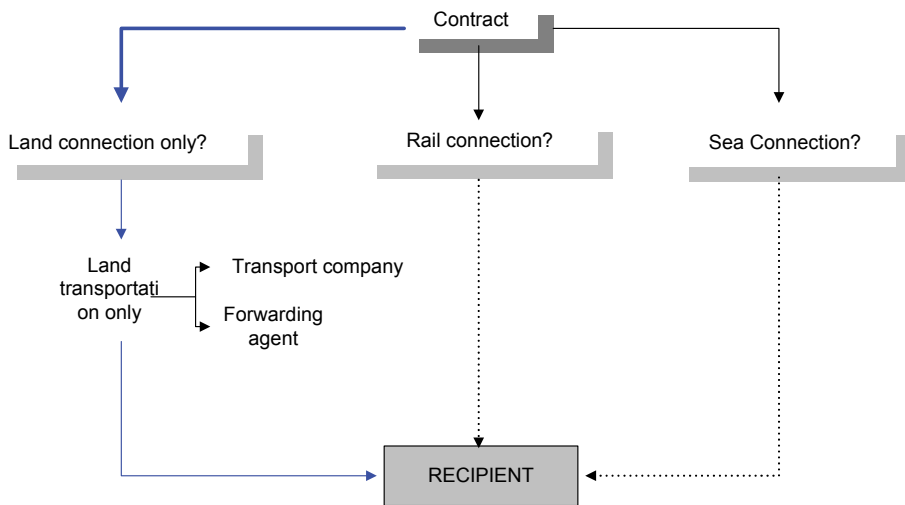 Contract
Land connection only?
Rail connection?
Sea Connection?
Land
transportati
on only
Transport company
Forwarding
agent
RECIPIENT